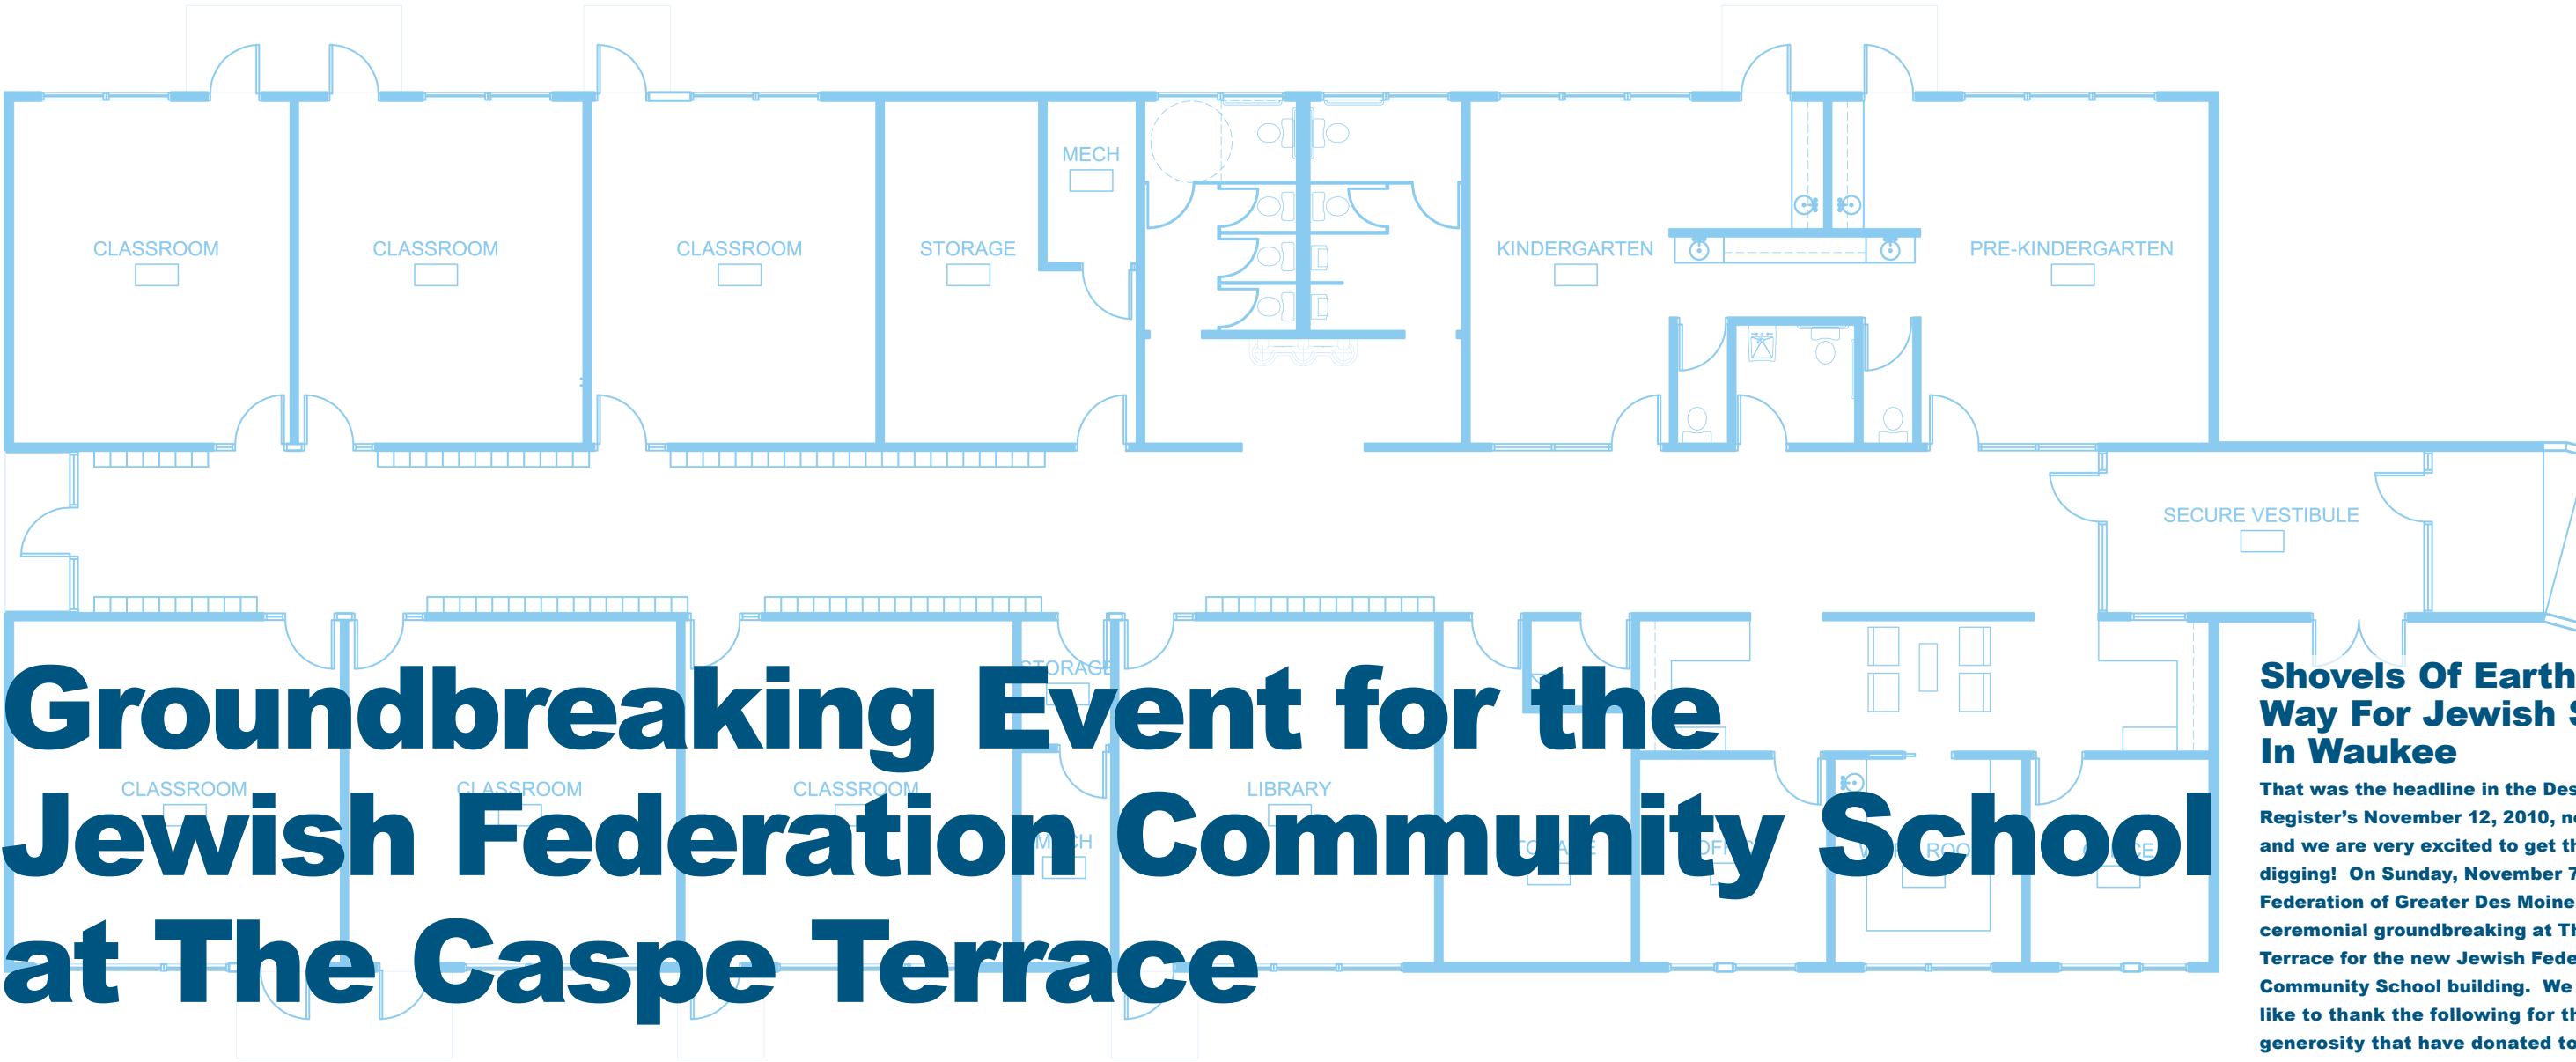 MECH
CLASSROOM
CLASSROOM
CLASSROOM
STORAGE
KINDERGARTEN
PRE-KINDERGARTEN
SECURE VESTIBULE
STORAGE
Groundbreaking Event for the
CLASSROOM
CLASSROOM
CLASSROOM
LIBRARY
Jewish Federation Community School
at The Caspe Terrace
Shovels Of Earth
Way For Jewish
In Waukee
That was the headline in the Des
Register’s November 12, 2010,
and we are very excited to get
digging! On Sunday, November 7
Federation of Greater Des
ceremonial groundbreaking at
Terrace for the new Jewish
Community School building. We
like to thank the following for
generosity that have donated